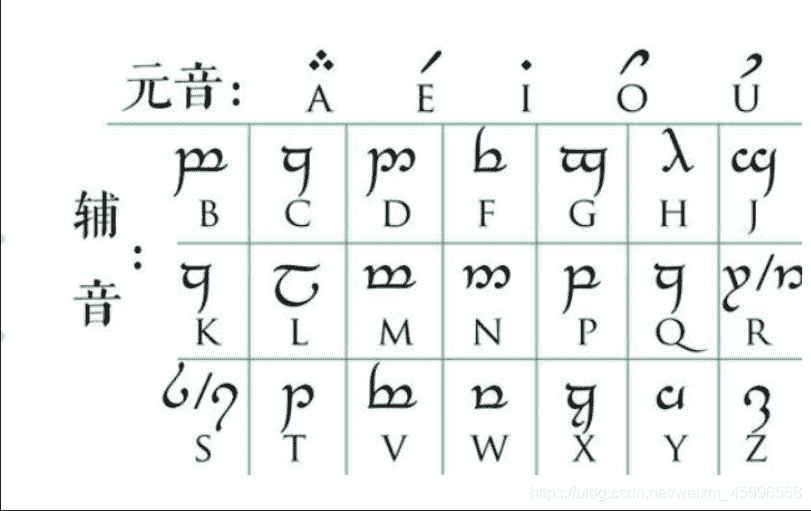 元音:
A E I O U
辅音:
B C D F G H J
K L M N P Q R
S T V W X Y Z
https://blog.csdn.net/weixin_45696568